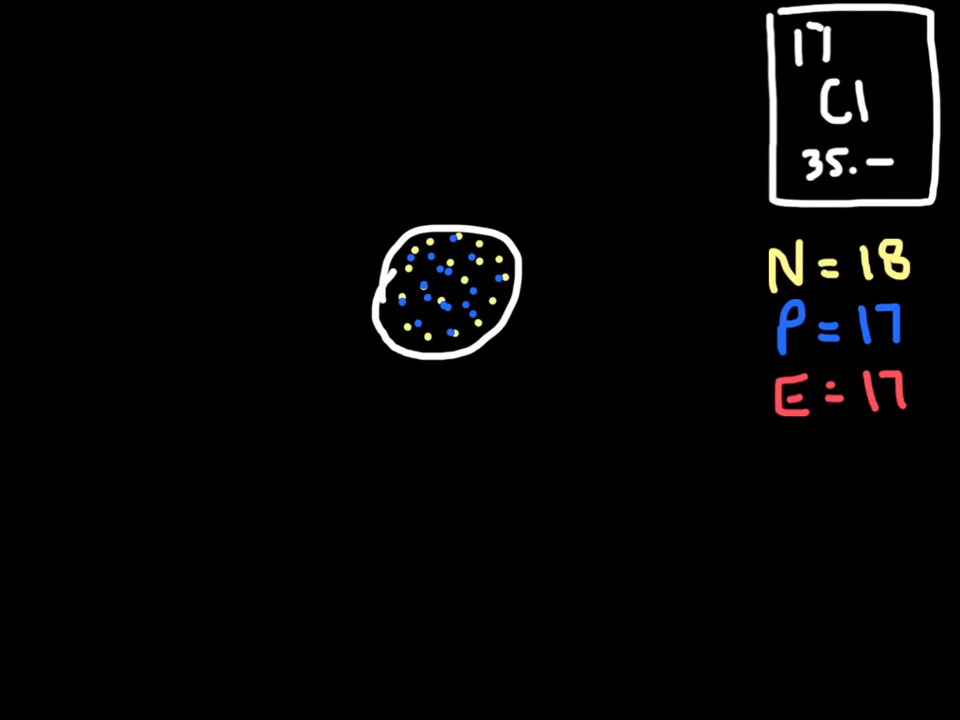 17
Cl
35.-
N = 18
P = 17
E = 17